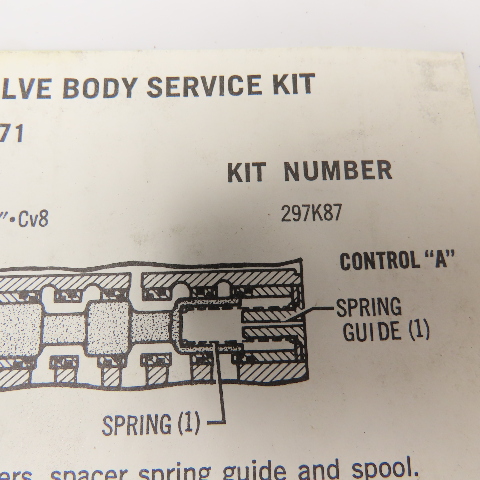 LVE BODY SERVICE KIT
71
KIT NUMBER
"•Cv8
297K87
CONTROL "A"
SPRING
GUIDE (1)
SPRING (1)
ers, spacer spring guide and spool.